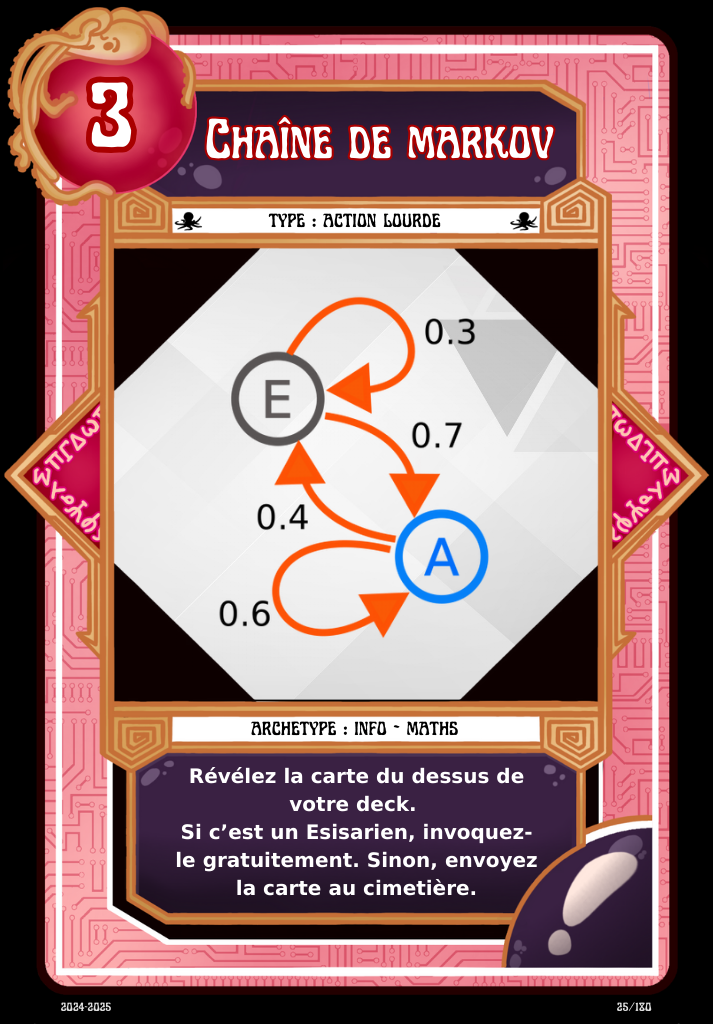 3
Chaîne de markov
TYPE : ACTION LOURDE
0.3
E
0.7
0.4
A
0.6
ARCHETYPE : INFO - MATHS
Révélez la carte du dessus de
votre deck.
Si c’est un Esisarien, invoquez-
le gratuitement. Sinon, envoyez
la carte au cimetière.
2024-2025
25/180